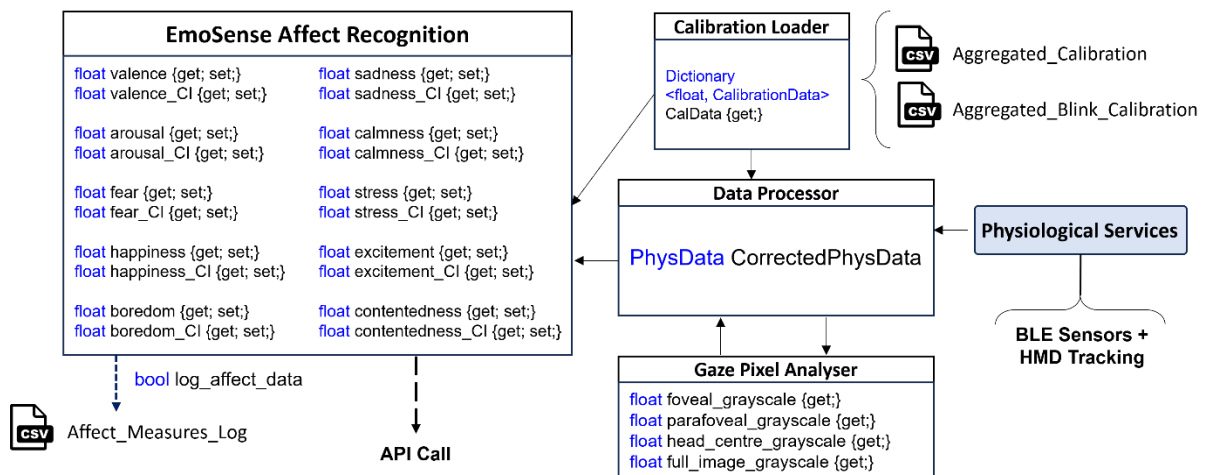 EmoSense Affect Recognition
float valence {get; set;}
float valence_CI {get; set;}
float arousal {get; set;}
float arousal_CI {get; set;}
float fear {get; set;}
float fear_CI {get; set;}
float happiness {get; set;}
float happiness_CI {get; set;}
float boredom {get; set;}
float boredom_CI {get; set;}
float sadness {get; set;}
float sadness_CI {get; set;}
float calmness {get; set;}
float calmness_CI {get; set;}
float stress {get; set;}
float stress_CI {get; set;}
float excitement {get; set;}
float excitement_CI {get; set;}
float contentedness {get; set;}
float contentedness_CI {get; set;}
bool log_affect_data
CSV
Affect_Measures_Log
API Call
Calibration Loader
Dictionary
<float, CalibrationData>
CalData {get;}
CSV
Aggregated_Calibration
CSV
Aggregated_Blink_Calibration
Data Processor
PhysData CorrectedPhysData
Physiological Services
BLE Sensors +
HMD Tracking
Gaze Pixel Analyser
float foveal_grayscale {get;}
float parafoveal_grayscale {get;}
float head_centre_grayscale {get;}
float full_image_grayscale {get;}